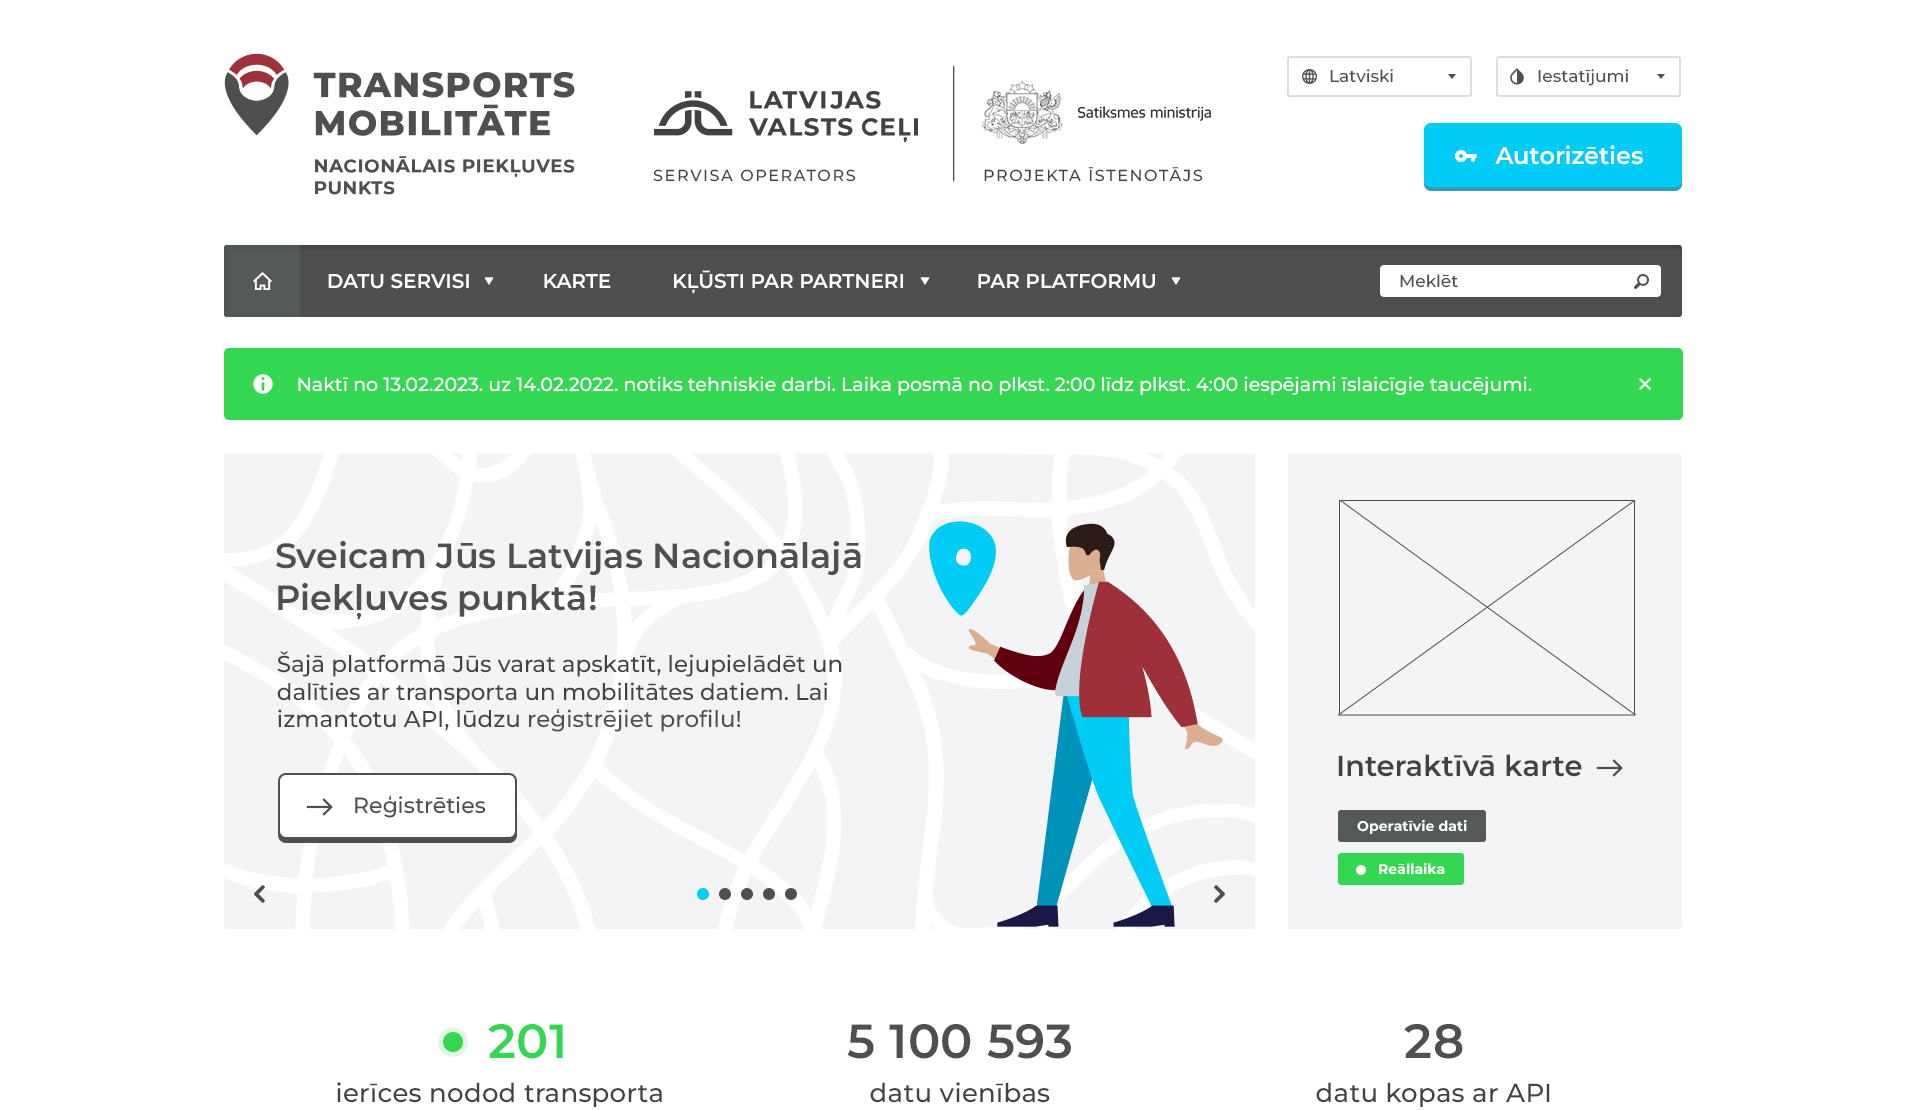 TRANSPORTS
MOBILITĀTE
NACIONĀLAIS PIEKĻUVES
PUNKTS
LATVIJAS
VALSTS CEĻI
SERVISA OPERATORS
Satiksmes ministrija
PROJEKTA ĪSTENOTĀJS
Latviski
Iestatījumi
Autorizēties
DATU SERVISI
KARTE
KĻŪSTI PAR PARTNERI
PAR PLATFORMU
Meklēt
Naktī no 13.02.2023. uz 14.02.2022. notiks tehniskie darbi. Laika posmā no plkst. 2:00 līdz plkst. 4:00 iespējami īslaicīgie taucējumi.
Sveicam Jūs Latvijas Nacionālajā
Piekļuves punktā!
Šajā platformā Jūs varat apskatīt, lejupielādēt un
dalīties ar transporta un mobilitātes datiem. Lai
izmantotu API, lūdzu reģistrējiet profilu!
Reģistrēties
Interaktīvā karte
Operatīvie dati
Reāllaika
201
ierīces nodod transporta
5 100 593
datu vienības
28
datu kopas ar API